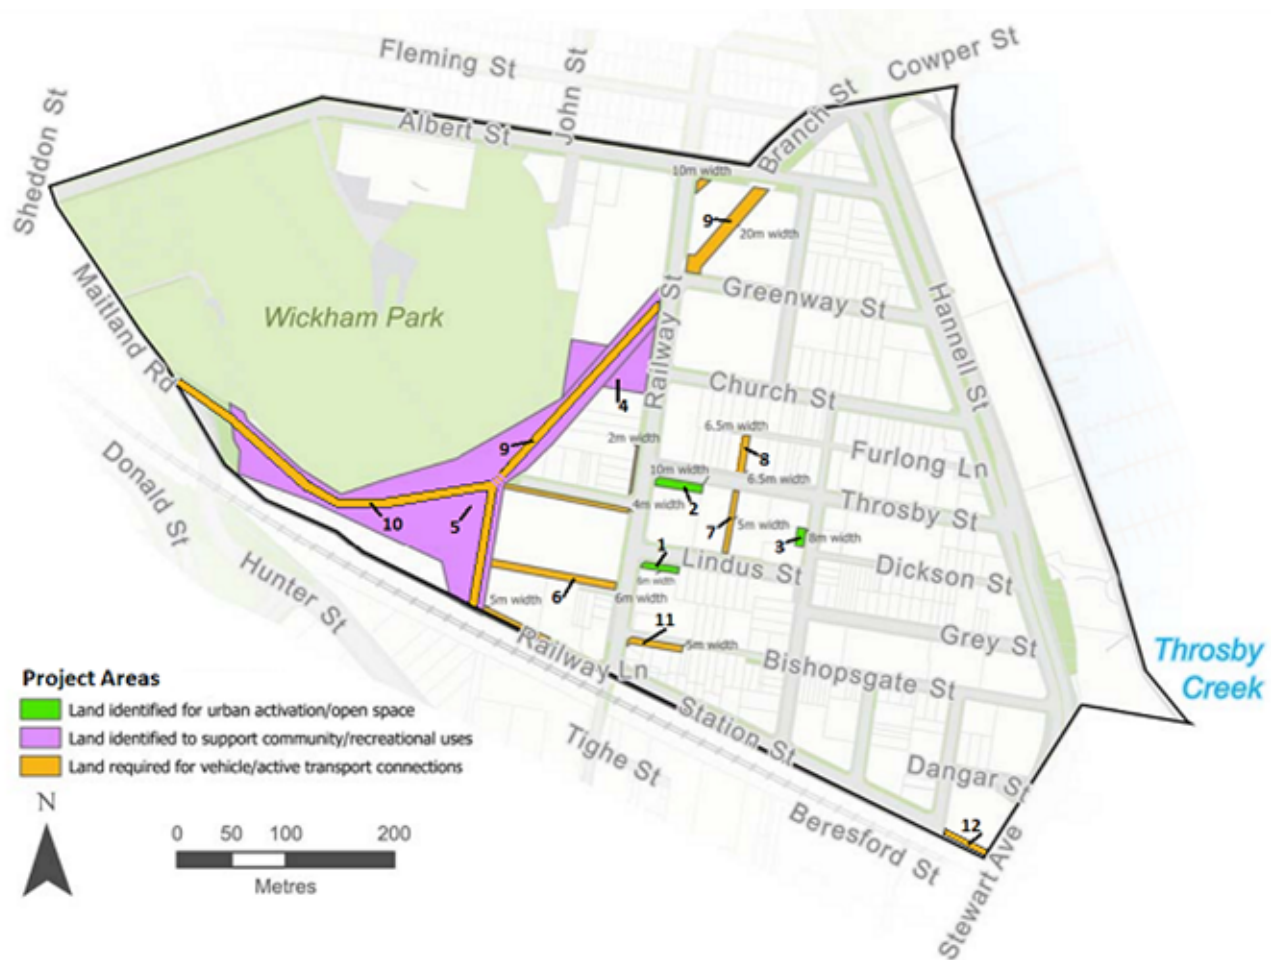 Cowper St
Fleming St
John St
Sheddon St
Albert St
Branch St
10m width
9
20m width
Maitland Rd
Wickham Park
Greenway St
Railway St
Hannell St
Church St
4
6.5m width
2m width
9
8
Furlong Ln
10m width
6.5m width
Donald St
4m width
2
Throsby St
10
5
7
5m width
3
8m width
1
Lindus St
Dickson St
Hunter St
6m width
5m width
6
6m width
11
5m width
Grey St
Railway Ln
Bishopsgate St
Throsby
Creek
Station St
Tighe St
Dangar St
Beresford St
12
Stewart Ave
Project Areas
Land identified for urban activation/open space
Land identified to support community/recreational uses
Land required for vehicle/active transport connections
N
0 50 100 200
Metres